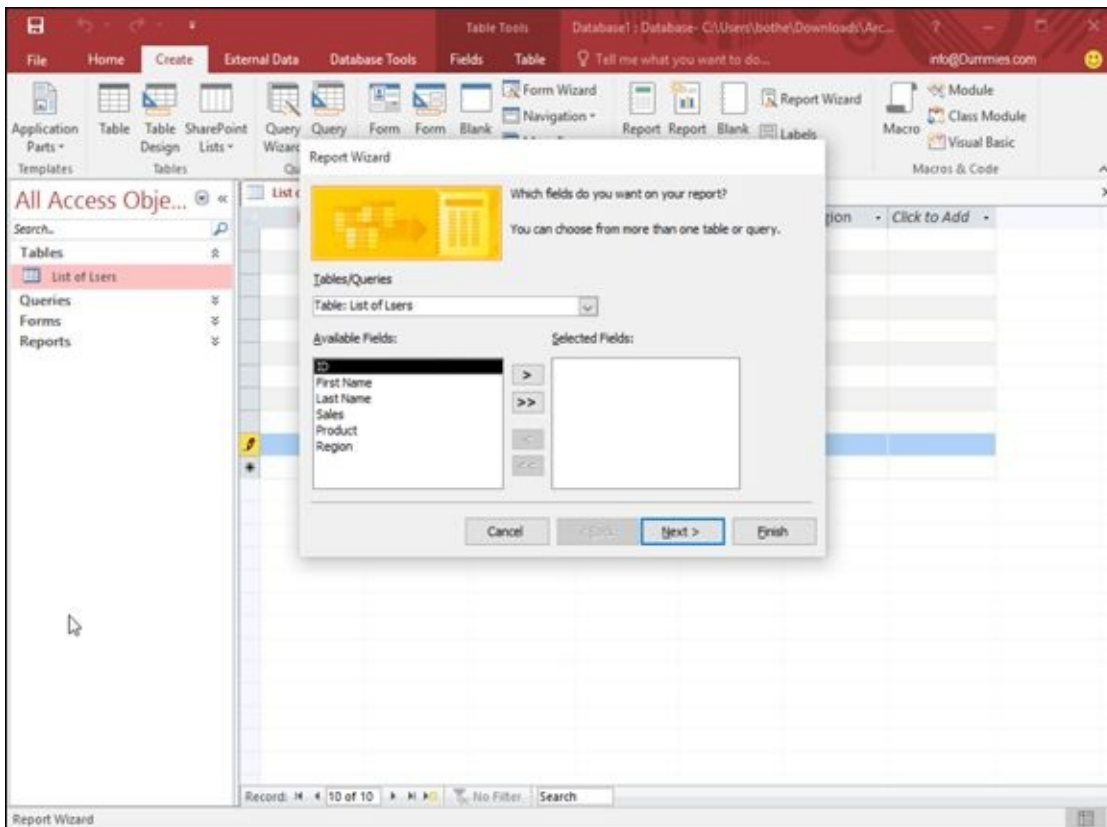 Table Tools
Database1 : Database- C:\Users\bothe\Downloads\Arc...
?
File Home Create External Data Database Tools Fields Table Tell me what you want to do... info@Dummies.com
Application Parts
Table
Table Design
SharePoint Lists
Query Wizard
Query
Form
Form
Blank
Form Wizard
Navigation
Report
Report
Blank
Report Wizard
Labels
Macro
Module
Class Module
Visual Basic
Templates
Tables
Macros & Code
All Access Obje...
Search..
Tables
List of Lsers
Queries
Forms
Reports
List
Click to Add
Report Wizard
Which fields do you want on your report?
You can choose from more than one table or query.
Tables/Queries
Table: List of Lsers
Available Fields:
Selected Fields:
ID
First Name
Last Name
Sales
Product
Region
>
>>
<
<<
Cancel
< Back
Next >
Finish
Record: 10 of 10 No Filter Search
Report Wizard